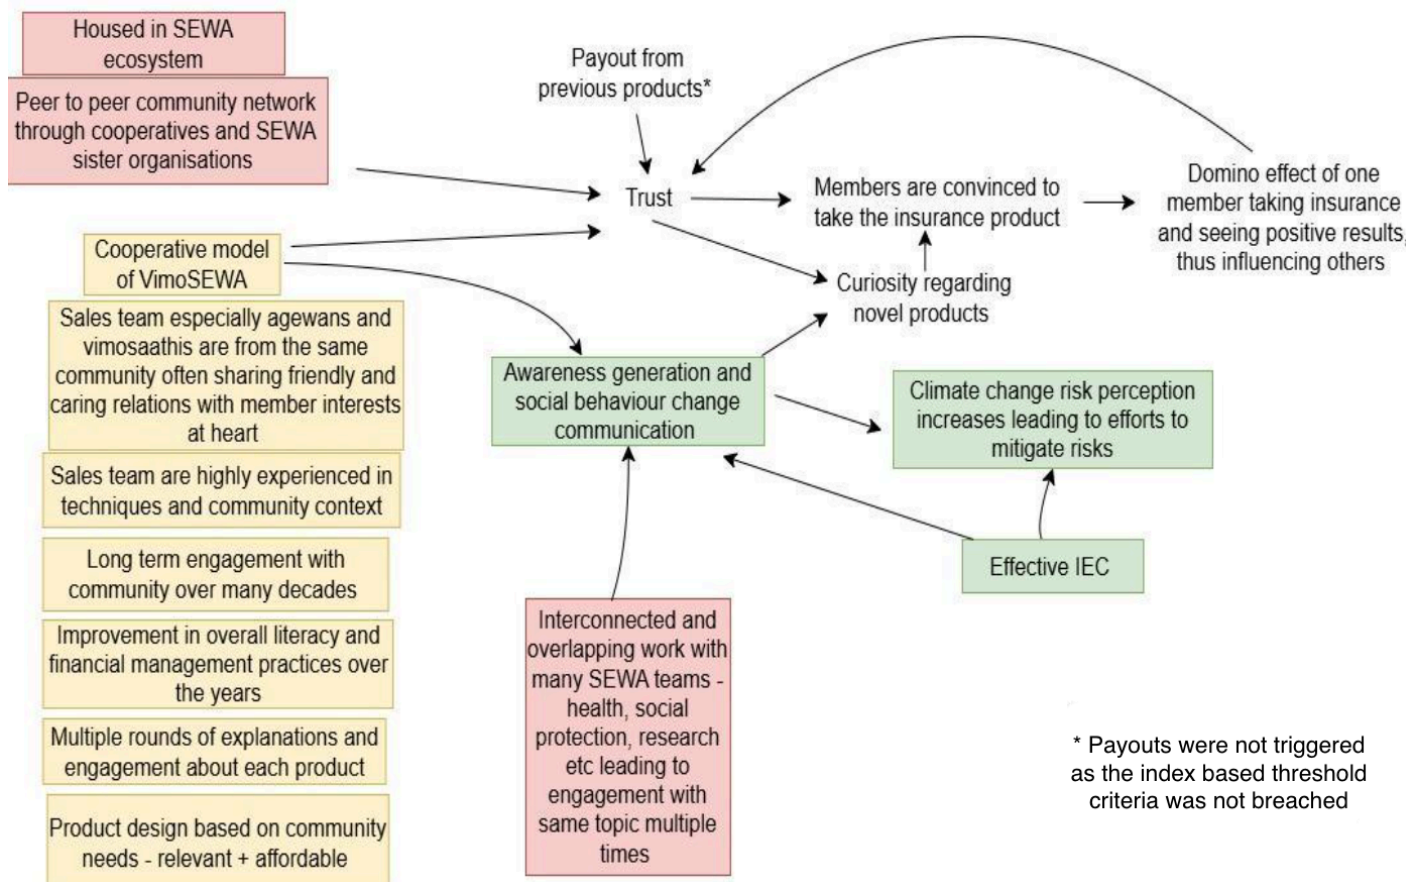 Housed in SEWA
ecosystem
Peer to peer community network
through cooperatives and SEWA
sister organisations
Payout from
previous products*
Trust
Members are convinced to
take the insurance product
Domino effect of one
member taking insurance
and seeing positive results,
thus influencing others
Curiosity regarding
novel products
Cooperative model
of VimoSEWA
Sales team especially agewans and
vimosaathis are from the same
community often sharing friendly and
caring relations with member interests
at heart
Sales team are highly experienced in
techniques and community context
Long term engagement with
community over many decades
Improvement in overall literacy and
financial management practices over
the years
Multiple rounds of explanations and
engagement about each product
Product design based on community
needs - relevant + affordable
Awareness generation and
social behaviour change
communication
Climate change risk perception
increases leading to efforts to
mitigate risks
Effective IEC
Interconnected and
overlapping work with
many SEWA teams -
health, social
protection, research
etc leading to
engagement with
same topic multiple
times
* Payouts were not triggered
as the index based threshold
criteria was not breached